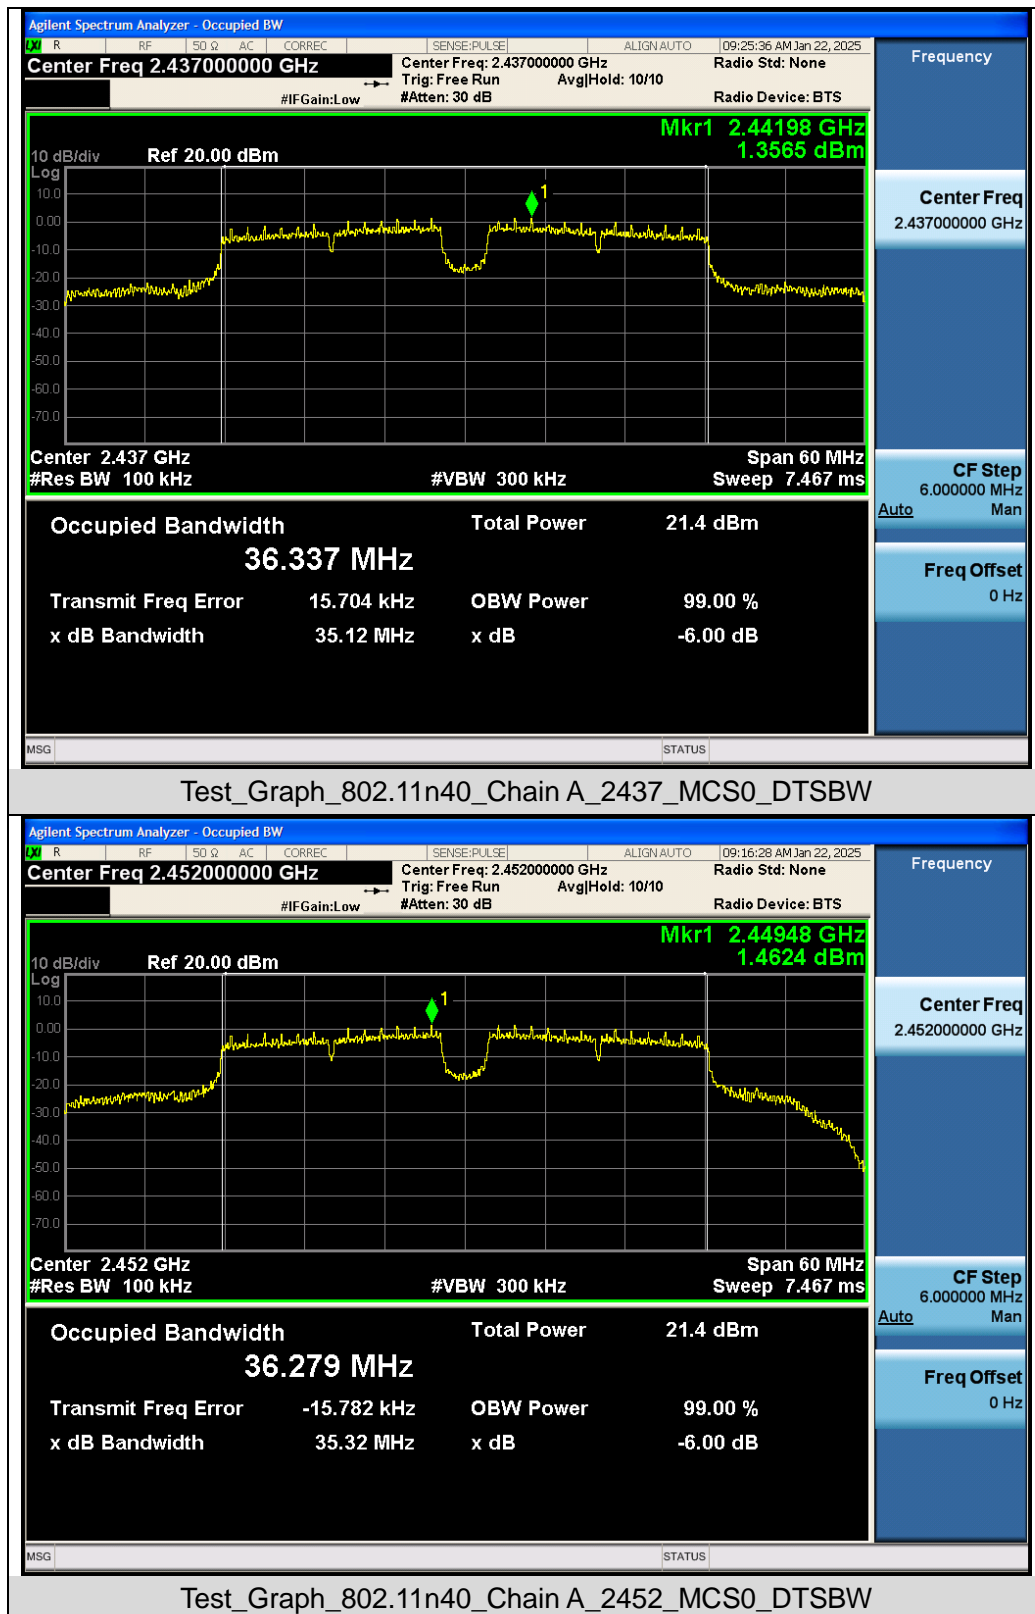 Agilent Spectrum Analyzer - Occupied BW
LXI R RF 50 Ω AC CORREC SENSE:PULSE ALIGN AUTO 09:25:36 AM Jan 22, 2025
Center Freq 2.437000000 GHz
Center Freq: 2.437000000 GHz
Radio Std: None
Trig: Free Run Avg|Hold: 10/10
#IFGain:Low #Atten: 30 dB Radio Device: BTS
Frequency
Mkr1 2.44198 GHz
1.3565 dBm
10 dB/div Ref 20.00 dBm
Log
10.0
0.00
-10.0
-20.0
-30.0
-40.0
-50.0
-60.0
-70.0
1
Center Freq
2.437000000 GHz
Center 2.437 GHz Span 60 MHz
#Res BW 100 kHz #VBW 300 kHz Sweep 7.467 ms
CF Step
6.000000 MHz
Auto Man
Occupied Bandwidth Total Power 21.4 dBm
36.337 MHz
Freq Offset
0 Hz
Transmit Freq Error 15.704 kHz OBW Power 99.00 %
x dB Bandwidth 35.12 MHz x dB -6.00 dB
MSG STATUS
Test_Graph_802.11n40_Chain A_2437_MCS0_DTSBW
Agilent Spectrum Analyzer - Occupied BW
LXI R RF 50 Ω AC CORREC SENSE:PULSE ALIGN AUTO 09:16:28 AM Jan 22, 2025
Center Freq 2.452000000 GHz
Center Freq: 2.452000000 GHz
Radio Std: None
Trig: Free Run Avg|Hold: 10/10
#IFGain:Low #Atten: 30 dB Radio Device: BTS
Frequency
Mkr1 2.44948 GHz
1.4624 dBm
10 dB/div Ref 20.00 dBm
Log
10.0
0.00
-10.0
-20.0
-30.0
-40.0
-50.0
-60.0
-70.0
1
Center Freq
2.452000000 GHz
Center 2.452 GHz Span 60 MHz
#Res BW 100 kHz #VBW 300 kHz Sweep 7.467 ms
CF Step
6.000000 MHz
Auto Man
Occupied Bandwidth Total Power 21.4 dBm
36.279 MHz
Freq Offset
0 Hz
Transmit Freq Error -15.782 kHz OBW Power 99.00 %
x dB Bandwidth 35.32 MHz x dB -6.00 dB
MSG STATUS
Test_Graph_802.11n40_Chain A_2452_MCS0_DTSBW